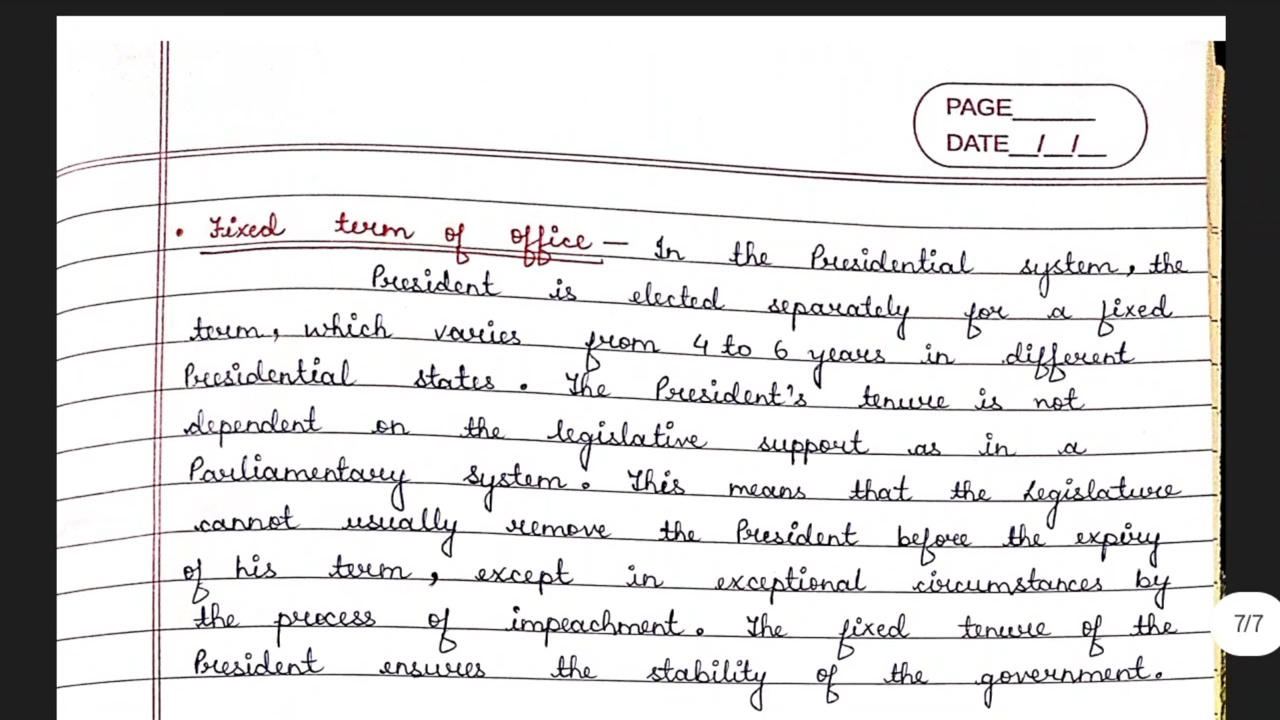 PAGE______
DATE__/__/__
• Fixed term of office — In the Presidential system, the
President is elected separately for a fixed
term, which varies from 4 to 6 years in different
Presidential states. The President's tenure is not
dependent on the legislative support as in a
Parliamentary system. This means that the Legislature
cannot usually remove the President before the expiry
of his term, except in exceptional circumstances by
the process of impeachment. The fixed tenure of the
President ensures the stability of the government.
7/7